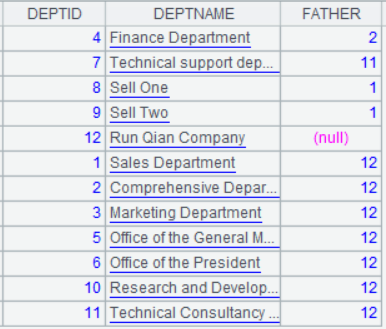 DEPTID DEPTNAME FATHER
4 Finance Department 2
7 Technical support dep... 11
8 Sell One 1
9 Sell Two 1
12 Run Qian Company (null)
1 Sales Department 12
2 Comprehensive Depar... 12
3 Marketing Department 12
5 Office of the General M... 12
6 Office of the President 12
10 Research and Develop... 12
11 Technical Consultancy ... 12